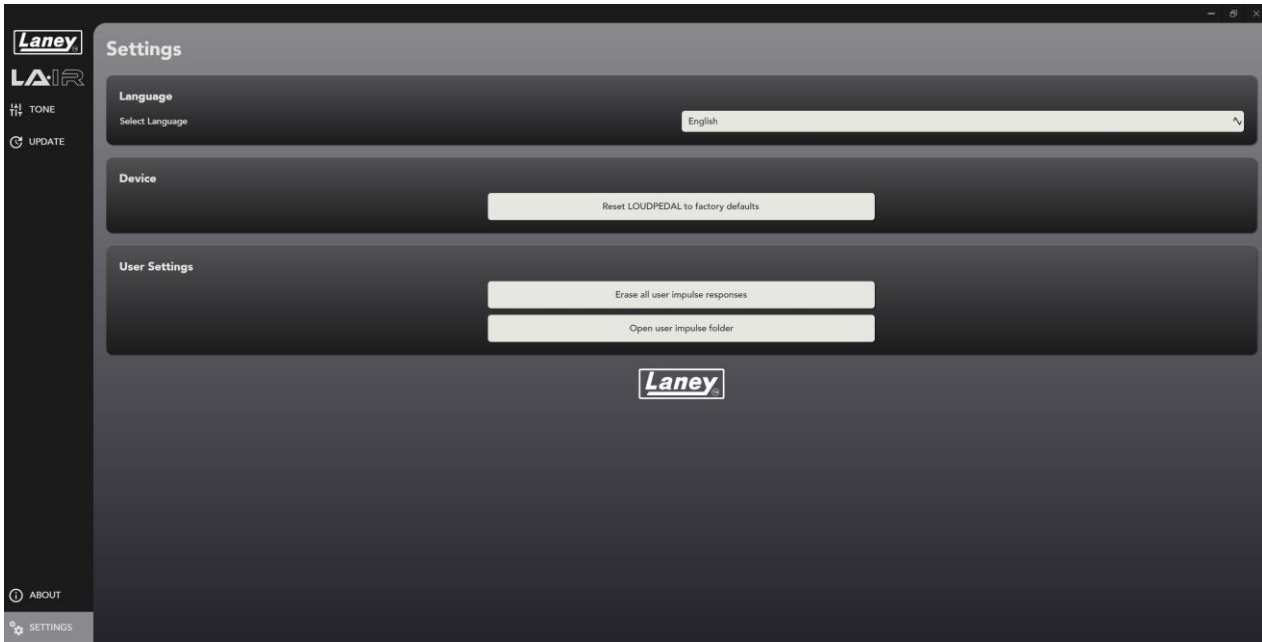 Laney
LA·IR
TONE
UPDATE
ABOUT
SETTINGS
Settings
Language
Select Language
English
Device
Reset LOUDPEDAL to factory defaults
User Settings
Erase all user impulse responses
Open user impulse folder
Laney